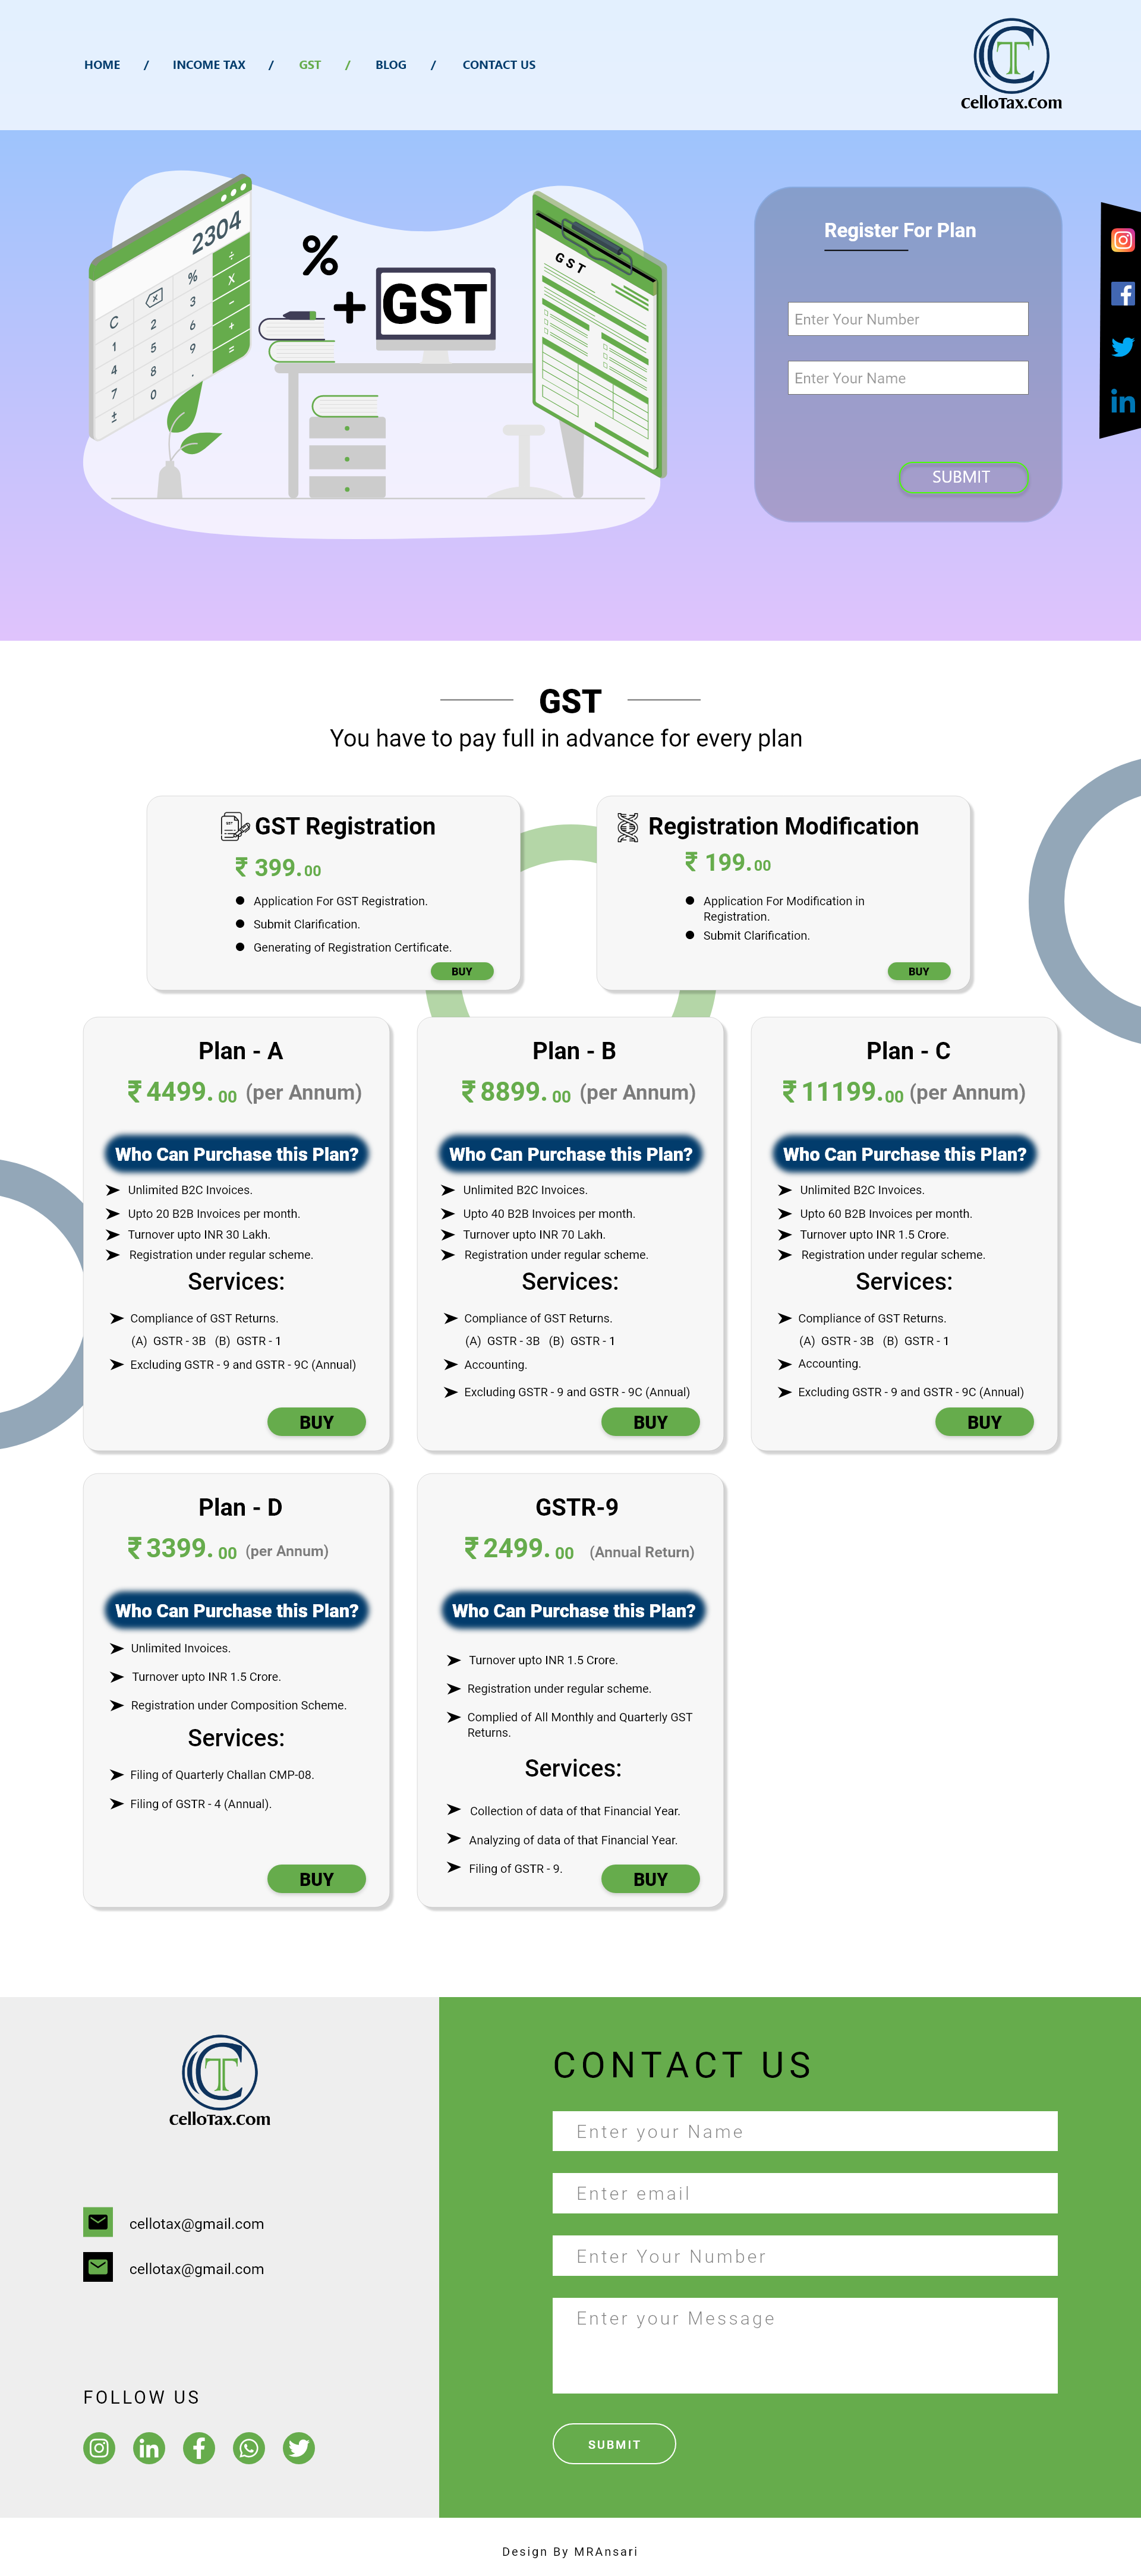 HOME / INCOME TAX / GST / BLOG / CONTACT US
CelloTax.Com
2304
%
C
1 2 3
4 5 6
7 8 9
± 0 .
÷
×
−
+
=
% + GST
GST
Register For Plan
Enter Your Number
Enter Your Name
SUBMIT
GST
You have to pay full in advance for every plan
GST Registration
₹ 399.00
Application For GST Registration.
Submit Clarification.
Generating of Registration Certificate.
BUY
Registration Modification
₹ 199.00
Application For Modification in
Registration.
Submit Clarification.
BUY
Plan - A
₹ 4499. 00 (per Annum)
Who Can Purchase this Plan?
Unlimited B2C Invoices.
Upto 20 B2B Invoices per month.
Turnover upto INR 30 Lakh.
Registration under regular scheme.
Services:
Compliance of GST Returns.
(A) GSTR - 3B (B) GSTR - 1
Excluding GSTR - 9 and GSTR - 9C (Annual)
BUY
Plan - B
₹ 8899. 00 (per Annum)
Who Can Purchase this Plan?
Unlimited B2C Invoices.
Upto 40 B2B Invoices per month.
Turnover upto INR 70 Lakh.
Registration under regular scheme.
Services:
Compliance of GST Returns.
(A) GSTR - 3B (B) GSTR - 1
Accounting.
Excluding GSTR - 9 and GSTR - 9C (Annual)
BUY
Plan - C
₹ 11199.00 (per Annum)
Who Can Purchase this Plan?
Unlimited B2C Invoices.
Upto 60 B2B Invoices per month.
Turnover upto INR 1.5 Crore.
Registration under regular scheme.
Services:
Compliance of GST Returns.
(A) GSTR - 3B (B) GSTR - 1
Accounting.
Excluding GSTR - 9 and GSTR - 9C (Annual)
BUY
Plan - D
₹ 3399. 00 (per Annum)
Who Can Purchase this Plan?
Unlimited Invoices.
Turnover upto INR 1.5 Crore.
Registration under Composition Scheme.
Services:
Filing of Quarterly Challan CMP-08.
Filing of GSTR - 4 (Annual).
BUY
GSTR-9
₹ 2499. 00 (Annual Return)
Who Can Purchase this Plan?
Turnover upto INR 1.5 Crore.
Registration under regular scheme.
Complied of All Monthly and Quarterly GST
Returns.
Services:
Collection of data of that Financial Year.
Analyzing of data of that Financial Year.
Filing of GSTR - 9.
BUY
CelloTax.Com
cellotax@gmail.com
cellotax@gmail.com
FOLLOW US
CONTACT US
Enter your Name
Enter email
Enter Your Number
Enter your Message
SUBMIT
Design By MRAnsari